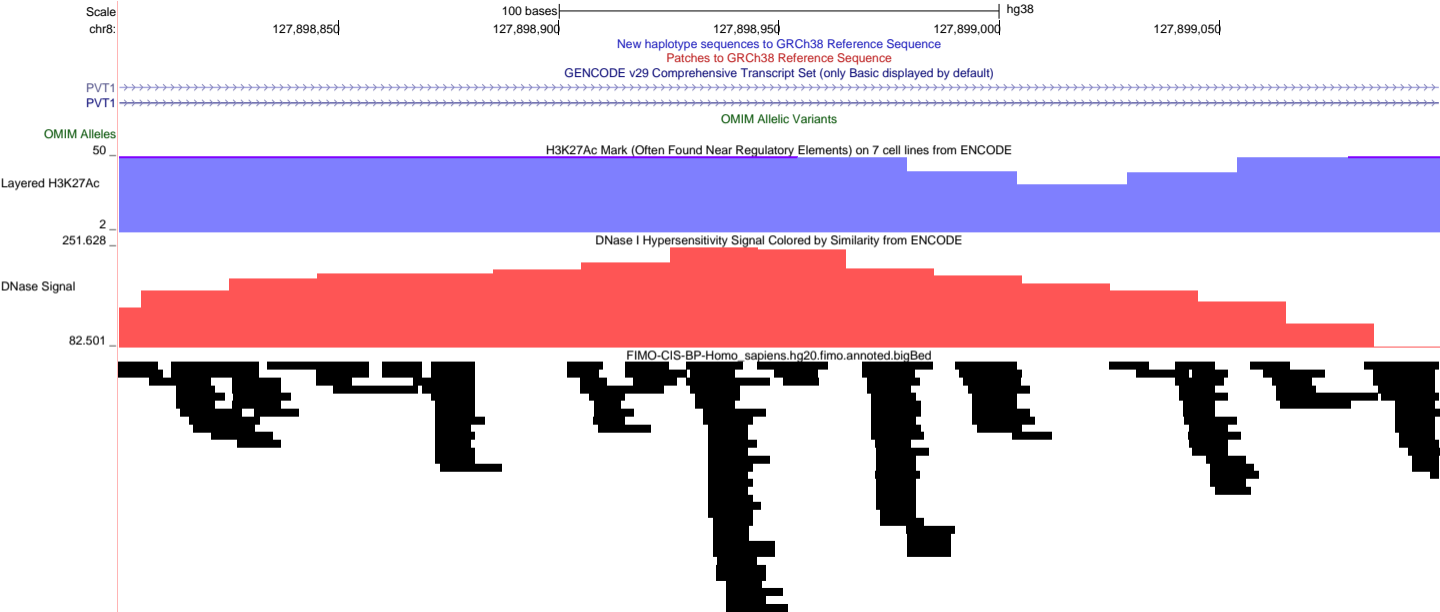 Scale 100 bases hg38
chr8: 127,898,850 127,898,900 127,898,950 127,899,000 127,899,050
New haplotype sequences to GRCh38 Reference Sequence
Patches to GRCh38 Reference Sequence
GENCODE v29 Comprehensive Transcript Set (only Basic displayed by default)
PVT1
PVT1
OMIM Allelic Variants
OMIM Alleles
H3K27Ac Mark (Often Found Near Regulatory Elements) on 7 cell lines from ENCODE
50 _
Layered H3K27Ac
2 _
DNase I Hypersensitivity Signal Colored by Similarity from ENCODE
251.628 _
DNase Signal
82.501 _
FIMO-CIS-BP-Homo_sapiens.hg20.fimo.annoted.bigBed